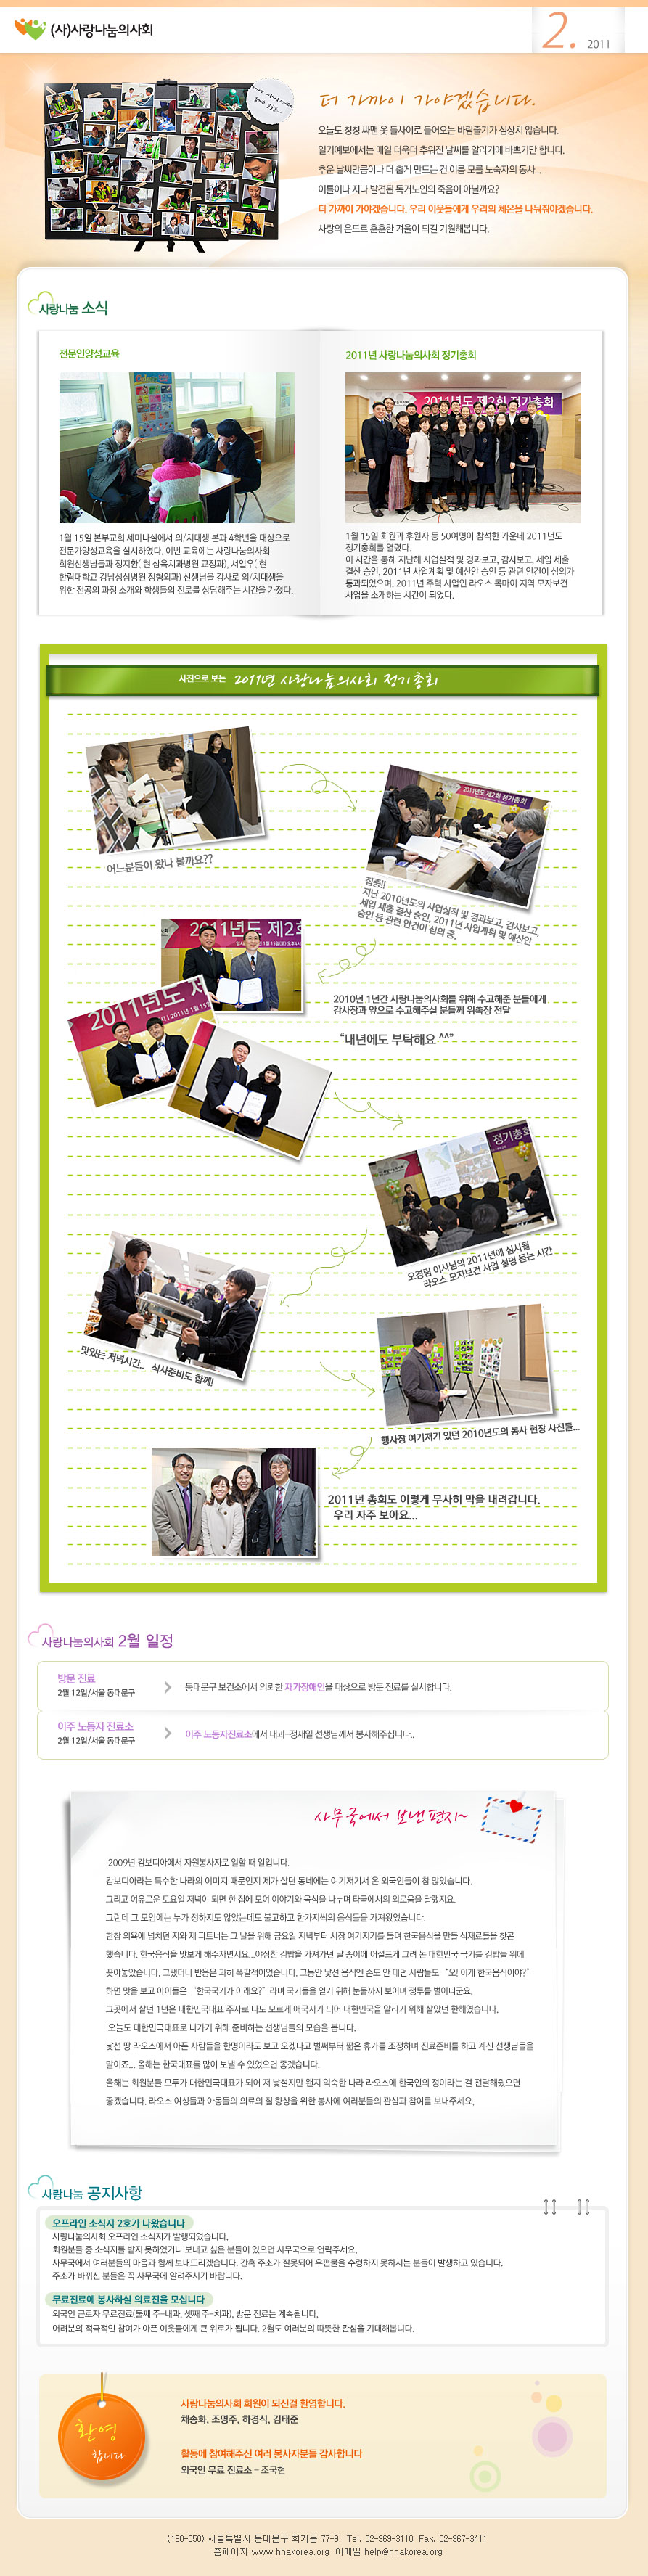 (사)사랑나눔의사회
2. 2011
더 가까이 가야겠습니다.
오늘도 칭칭 싸맨 옷 틈사이로 들어오는 바람줄기가 심상치 않습니다.
일기예보에서는 매일 더욱더 추워진 날씨를 알리기에 바쁘기만 합니다.
추운 날씨만큼이나 더 춥게 만드는 건 이름 모를 노숙자의 동사...
이틀이나 지나 발견된 독거노인의 죽음이 아닐까요?
더 가까이 가야겠습니다. 우리 이웃들에게 우리의 체온을 나눠줘야겠습니다.
사랑의 온도로 훈훈한 겨울이 되길 기원해봅니다.
사랑나눔 소식
전문인양성교육
1월 15일 본부교회 세미나실에서 의/치대생 본과 4학년을 대상으로
전문가양성교육을 실시하였다. 이번 교육에는 사랑나눔의사회
회원선생님들과 정지환( 현 삼육치과병원 교정과), 서일우( 현
한림대학교 강남성심병원 정형외과) 선생님을 강사로 의/치대생을
위한 전공의 과정 소개와 학생들의 진로를 상담해주는 시간을 가졌다.
2011년 사랑나눔의사회 정기총회
2011년도 제2회 정기총회
1월 15일 회원과 후원자 등 50여명이 참석한 가운데 2011년도
정기총회를 열렸다.
이 시간을 통해 지난해 사업실적 및 경과보고, 감사보고, 세입 세출
결산 승인, 2011년 사업계획 및 예산안 승인 등 관련 안건이 심의가
통과되었으며, 2011년 주력 사업인 라오스 목마이 지역 모자보건
사업을 소개하는 시간이 되었다.
사진으로 보는 2011년 사랑나눔의사회 정기총회
어느분들이 왔나 볼까요??
2011년도 제2회 정기총회
집중!!
지난 2010년도의 사업실적 및 경과보고, 감사보고,
세입 세출 결산 승인, 2011년 사업계획 및 예산안
승인 등 관련 안건이 심의 중.
2011년도 제2회
2011년도 제
2010년 1년간 사랑나눔의사회를 위해 수고해준 분들에게
감사장과 앞으로 수고해주실 분들께 위촉장 전달
“내년에도 부탁해요 ^^”
정기총회
오경림 이사님의 2011년에 실시될
라오스 모자보건 사업 설명 듣는 시간
맛있는 저녁시간.. 식사준비도 함께!
행사장 여기저기 있던 2010년도의 봉사 현장 사진들...
2011년 총회도 이렇게 무사히 막을 내려갑니다.
우리 자주 보아요...
사랑나눔의사회 2월 일정
방문 진료
2월 12일/서울 동대문구
동대문구 보건소에서 의뢰한 재가장애인을 대상으로 방문 진료를 실시합니다.
이주 노동자 진료소
2월 12일/서울 동대문구
이주 노동자진료소에서 내과-정재일 선생님께서 봉사해주십니다..
사무국에서 보낸 편지~
2009년 캄보디아에서 자원봉사자로 일할 때 일입니다.
캄보디아라는 특수한 나라의 이미지 때문인지 제가 살던 동네에는 여기저기서 온 외국인들이 참 많았습니다.
그리고 여유로운 토요일 저녁이 되면 한 집에 모여 이야기와 음식을 나누며 타국에서의 외로움을 달랬지요.
그런데 그 모임에는 누가 정하지도 않았는데도 불고하고 한가지씩의 음식들을 가져왔었습니다.
한참 의욕에 넘치던 저와 제 파트너는 그 날을 위해 금요일 저녁부터 시장 여기저기를 돌며 한국음식을 만들 식재료들을 찾곤
했습니다. 한국음식을 맛보게 해주자면서요...야심찬 김밥을 가져가던 날 종이에 어설프게 그려 논 대한민국 국기를 김밥들 위에
꽂아놓았습니다. 그랬더니 반응은 과히 폭팔적이었습니다. 그동안 낯선 음식엔 손도 안 대던 사람들도 “오! 이게 한국음식이야?”
하면 맛을 보고 아이들은 “한국국기가 이래요?” 라며 국기들을 얻기 위해 눈물까지 보이며 쟁투를 벌이더군요.
그곳에서 살던 1년은 대한민국대표 주자로 나도 모르게 애국자가 되어 대한민국을 알리기 위해 살았던 한해였습니다.
오늘도 대한민국대표로 나가기 위해 준비하는 선생님들의 모습을 봅니다.
낯선 땅 라오스에서 아픈 사람들을 한명이라도 보고 오겠다고 벌써부터 짧은 휴가를 조정하며 진료준비를 하고 계신 선생님들을
말이죠... 올해는 한국대표를 많이 보낼 수 있었으면 좋겠습니다.
올해는 회원분들 모두가 대한민국대표가 되어 저 낯설지만 왠지 익숙한 나라 라오스에 한국인의 정이라는 걸 전달해줬으면
좋겠습니다. 라오스 여성들과 아동들의 의료의 질 향상을 위한 봉사에 여러분들의 관심과 참여를 보내주세요.
사랑나눔 공지사항
오프라인 소식지 2호가 나왔습니다
사랑나눔의사회 오프라인 소식지가 발행되었습니다.
회원분들 중 소식지를 받지 못하였거나 보내고 싶은 분들이 있으면 사무국으로 연락주세요.
사무국에서 여러분들의 마음과 함께 보내드리겠습니다. 간혹 주소가 잘못되어 우편물을 수령하지 못하시는 분들이 발생하고 있습니다.
주소가 바뀌신 분들은 꼭 사무국에 알려주시기 바랍니다.
무료진료에 봉사하실 의료진을 모십니다
외국인 근로자 무료진료(둘째 주-내과, 셋째 주-치과), 방문 진료는 계속됩니다.
여러분의 적극적인 참여가 아픈 이웃들에게 큰 위로가 됩니다. 2월도 여러분의 따뜻한 관심을 기대해봅니다.
환영
합니다
사랑나눔의사회 회원이 되신걸 환영합니다.
채송화, 조명주, 하경식, 김태준
활동에 참여해주신 여러 봉사자분들 감사합니다
외국인 무료 진료소 - 조국현
(130-050) 서울특별시 동대문구 회기동 77-9 Tel. 02-969-3110 Fax. 02-967-3411
홈페이지 www.hhakorea.org 이메일 help@hhakorea.org